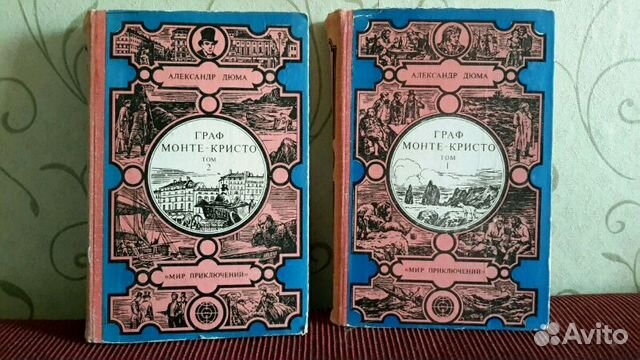 АЛЕКСАНДР ДЮМА
ГРАФ
МОНТЕ-КРИСТО
ТОМ
2
«МИР ПРИКЛЮЧЕНИЙ»
АЛЕКСАНДР ДЮМА
ГРАФ
МОНТЕ-КРИСТО
ТОМ
1
«МИР ПРИКЛЮЧЕНИЙ»
Avito